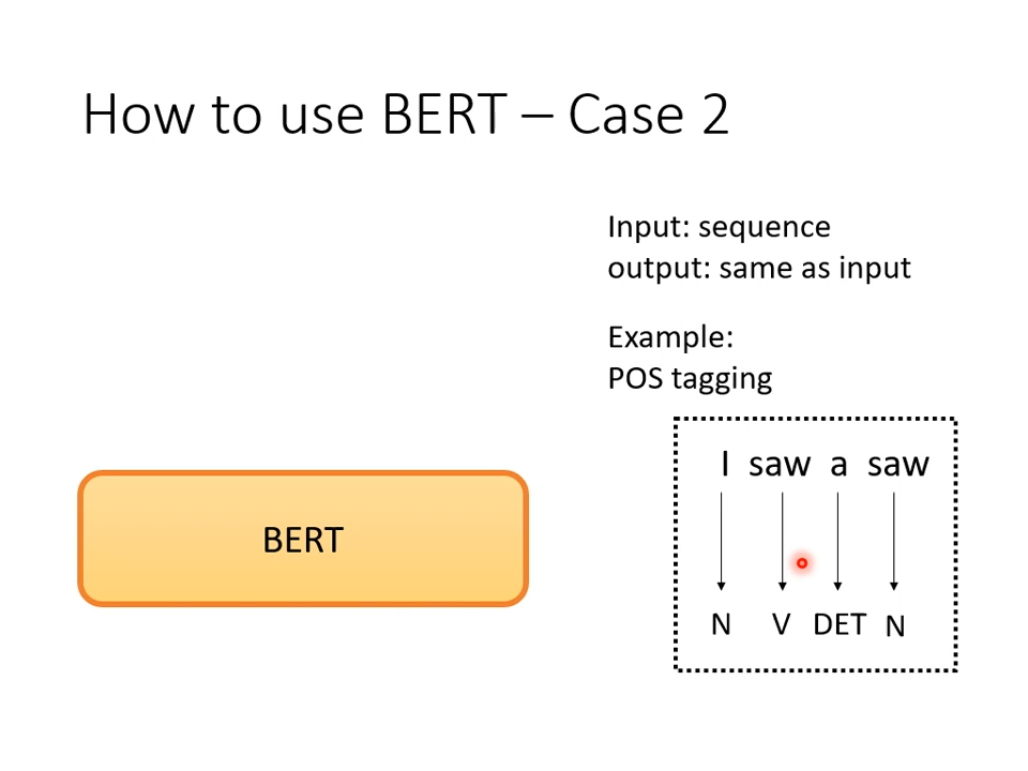 How to use BERT – Case 2
Input: sequence
output: same as input
Example:
POS tagging
I saw a saw
N V DET N
BERT